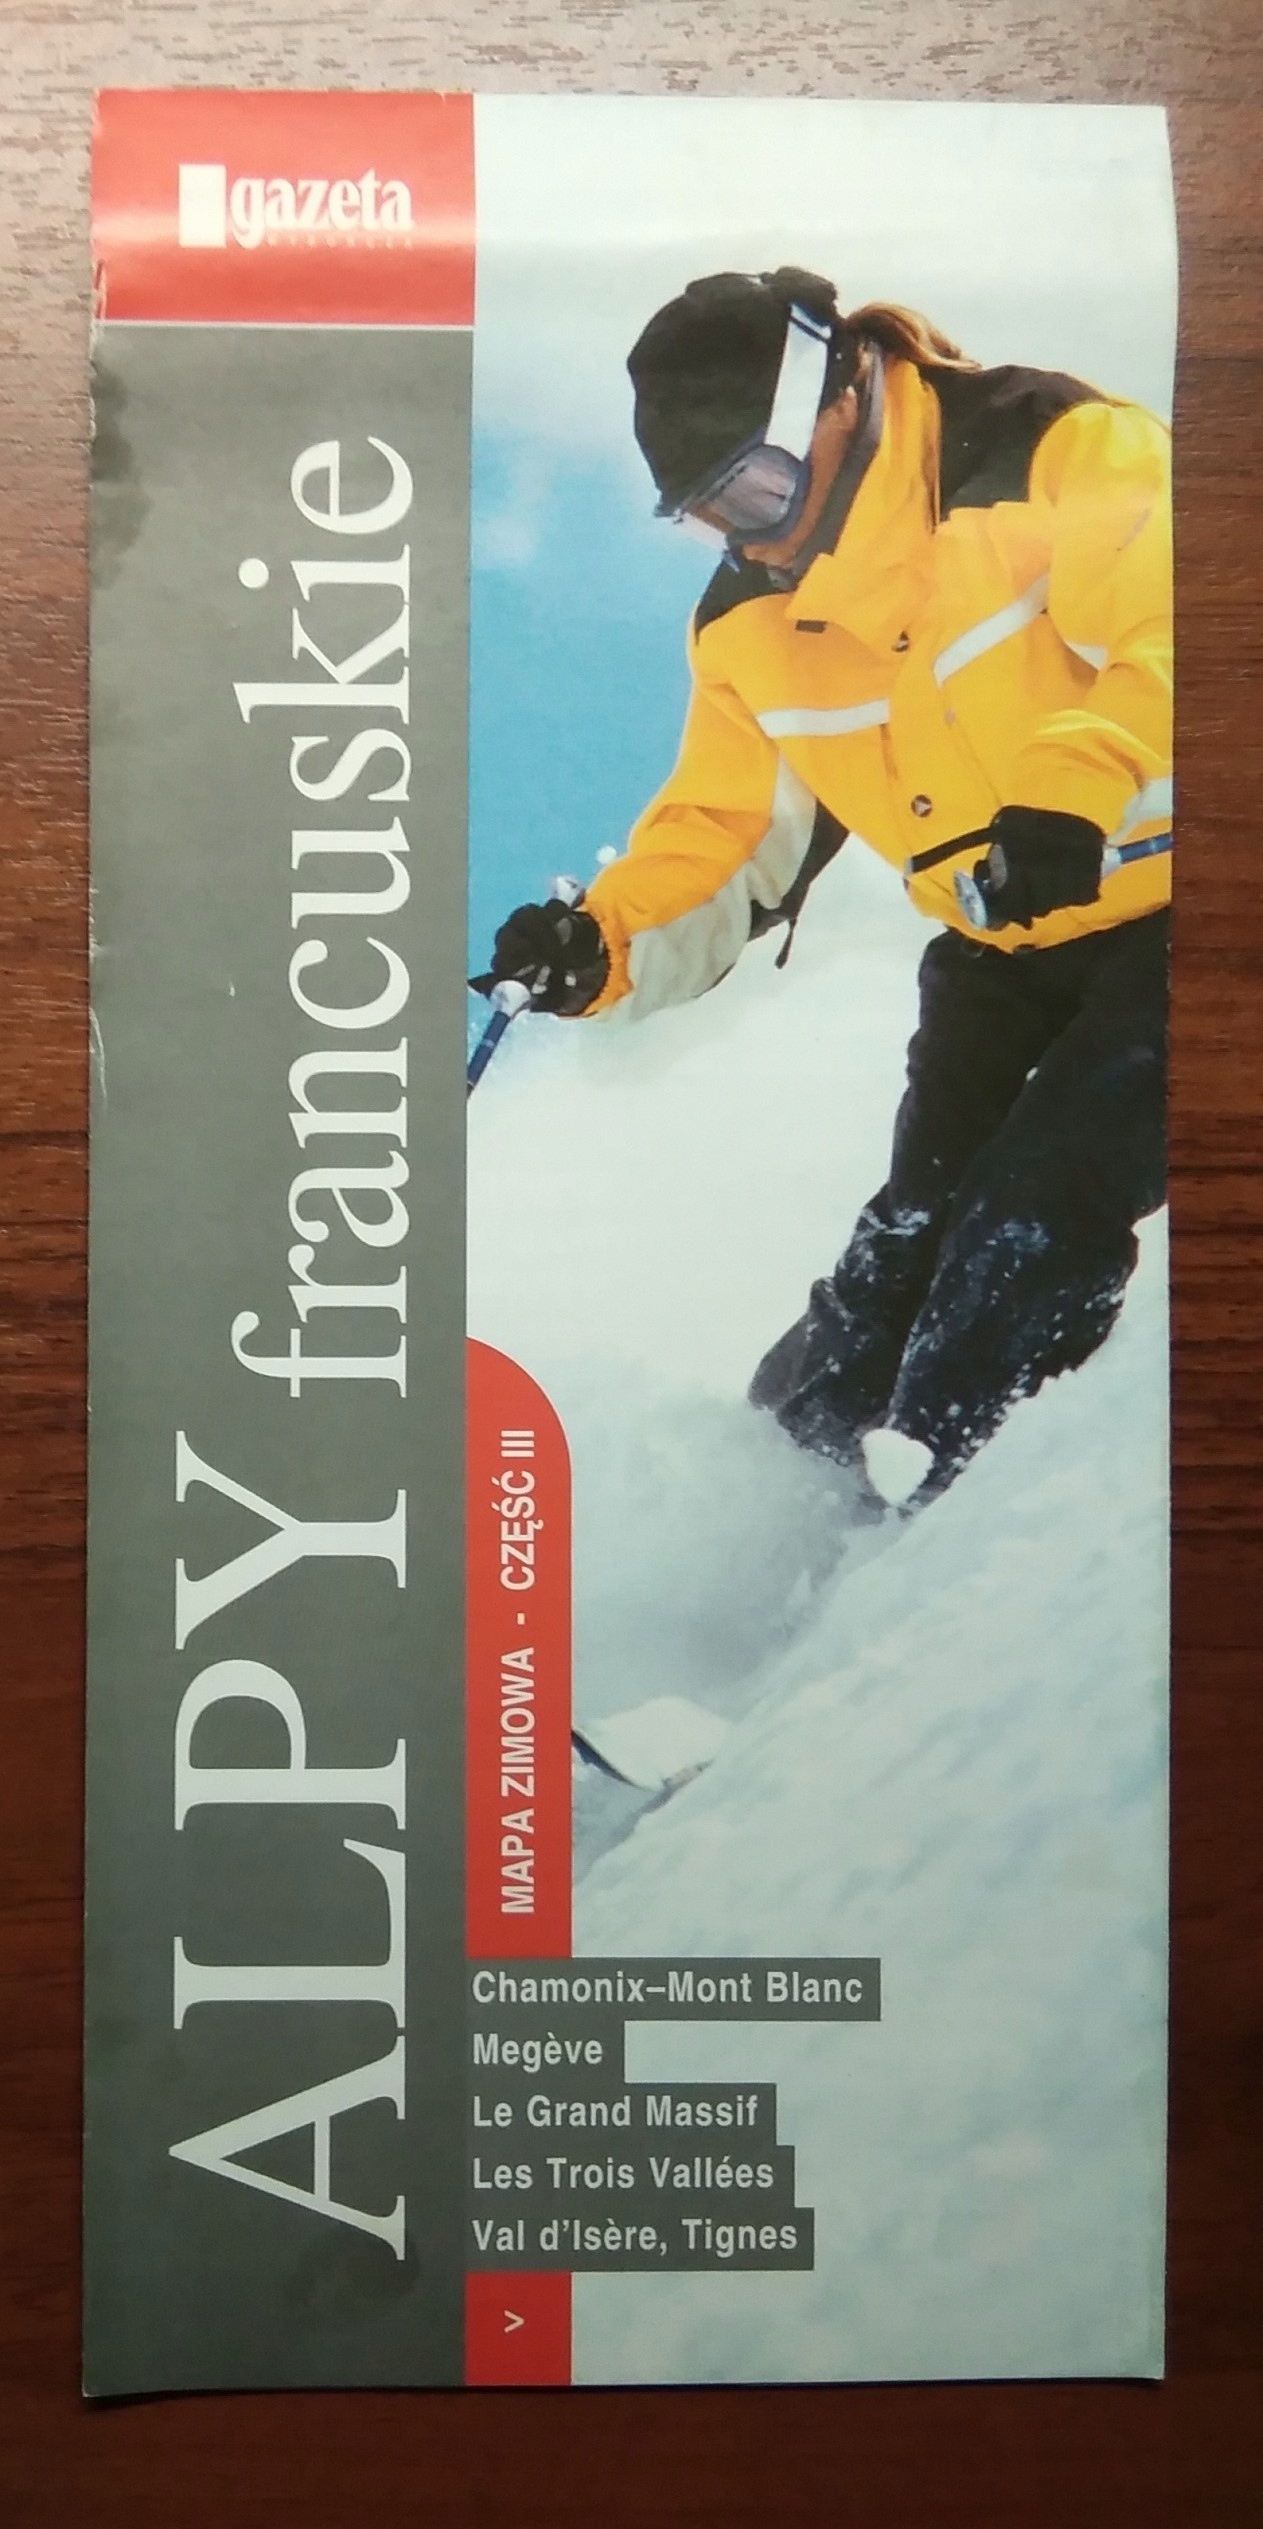 gazeta
WYBORCZA
ALPY francuskie
MAPA ZIMOWA - CZĘŚĆ III
Chamonix–Mont Blanc
Megève
Le Grand Massif
Les Trois Vallées
Val d'Isère, Tignes
>